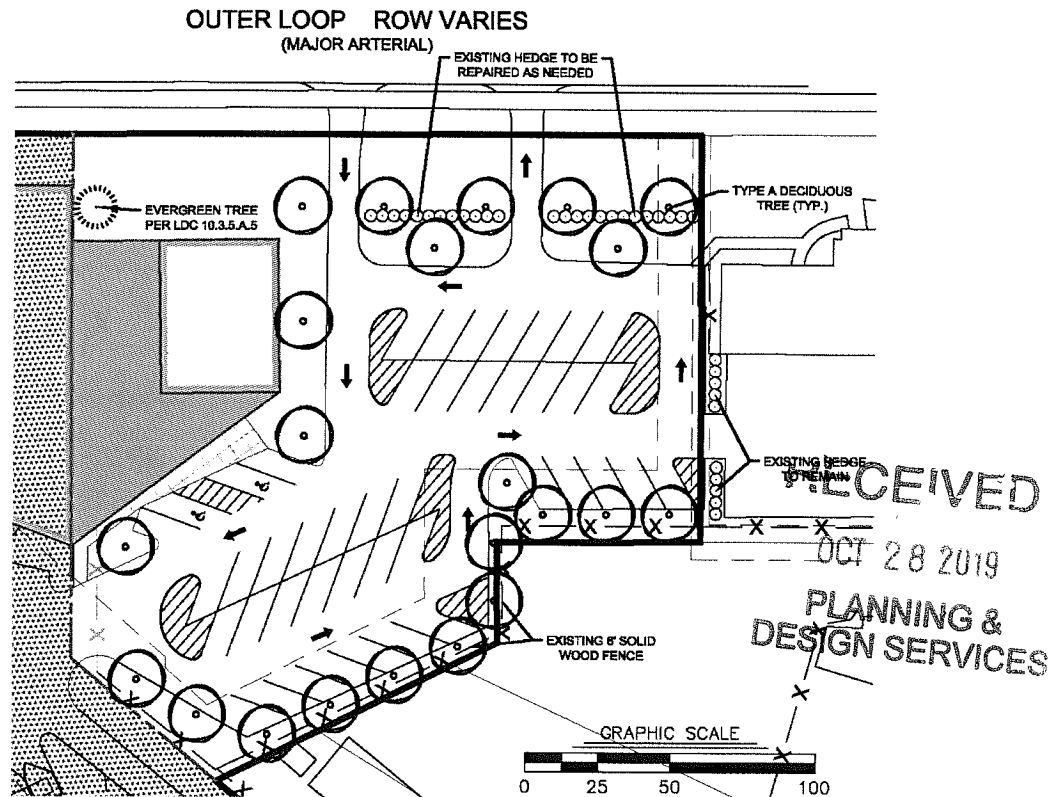 OUTER LOOP ROW VARIES
(MAJOR ARTERIAL)
EXISTING HEDGE TO BE
REPAIRED AS NEEDED
EVERGREEN TREE
PER LDC 10.3.5.A.5
TYPE A DECIDUOUS
TREE (TYP.)
EXISTING HEDGE
TO REMAIN
RECEIVED
OCT 28 2019
PLANNING &
DESIGN SERVICES
EXISTING 6' SOLID
WOOD FENCE
GRAPHIC SCALE
0 25 50 100